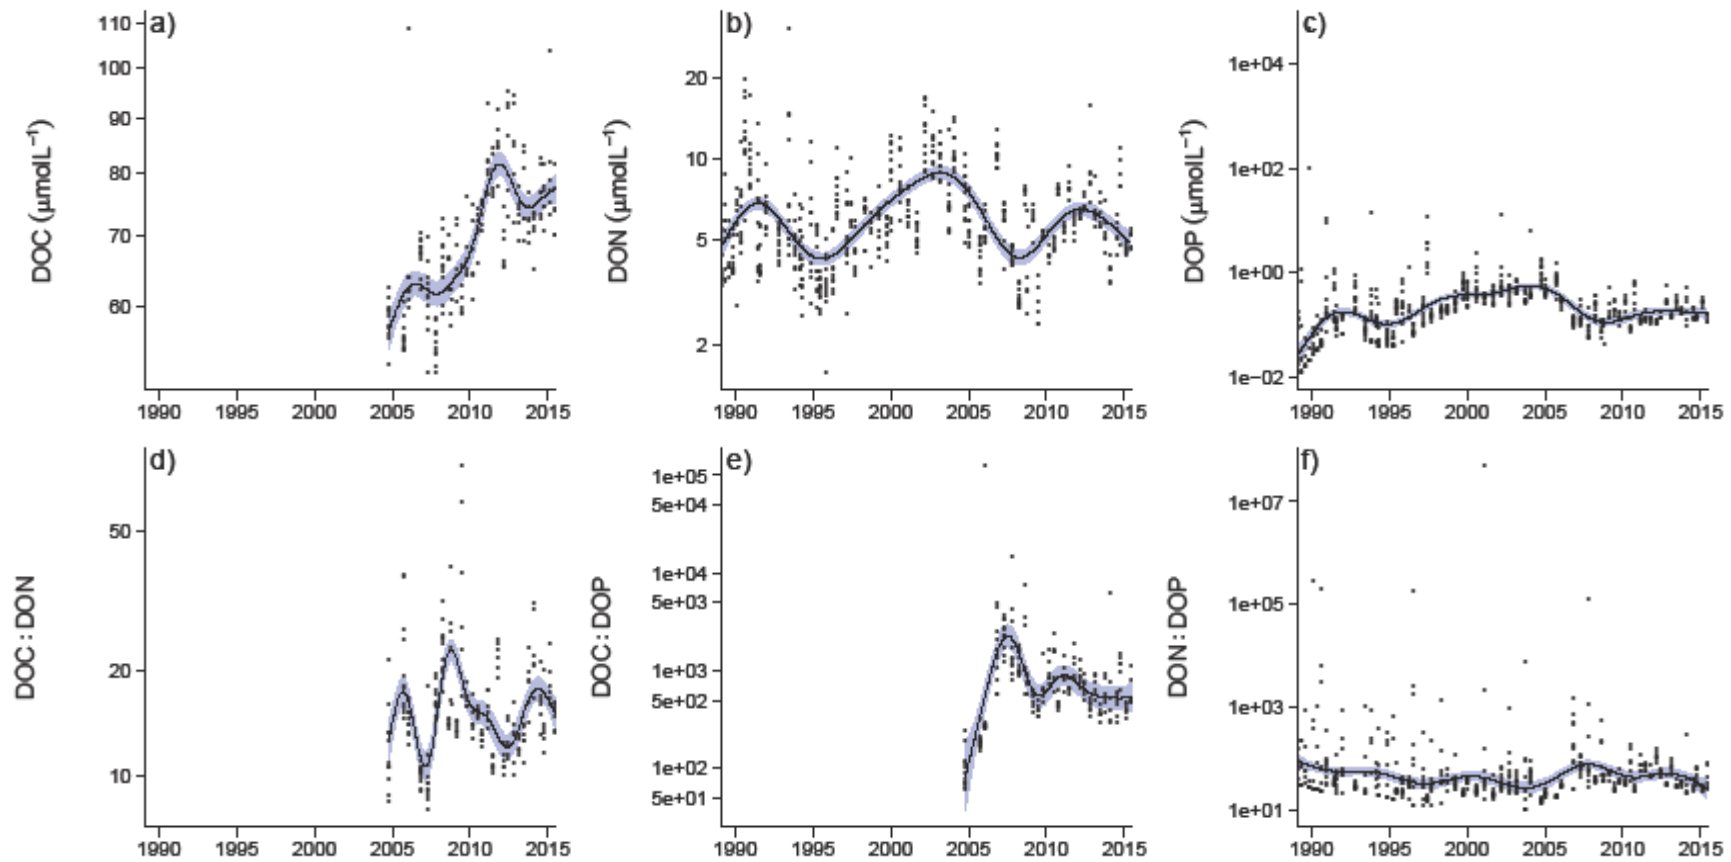 a)
DOC (μmolL⁻¹)
110
100
90
80
70
60
1990 1995 2000 2005 2010 2015
b)
DON (μmolL⁻¹)
20
10
5
2
1990 1995 2000 2005 2010 2015
c)
DOP (μmolL⁻¹)
1e+04
1e+02
1e+00
1e−02
1990 1995 2000 2005 2010 2015
d)
DOC : DON
50
20
10
1990 1995 2000 2005 2010 2015
e)
DOC : DOP
1e+05
5e+04
1e+04
5e+03
1e+03
5e+02
1e+02
5e+01
1990 1995 2000 2005 2010 2015
f)
DON : DOP
1e+07
1e+05
1e+03
1e+01
1990 1995 2000 2005 2010 2015